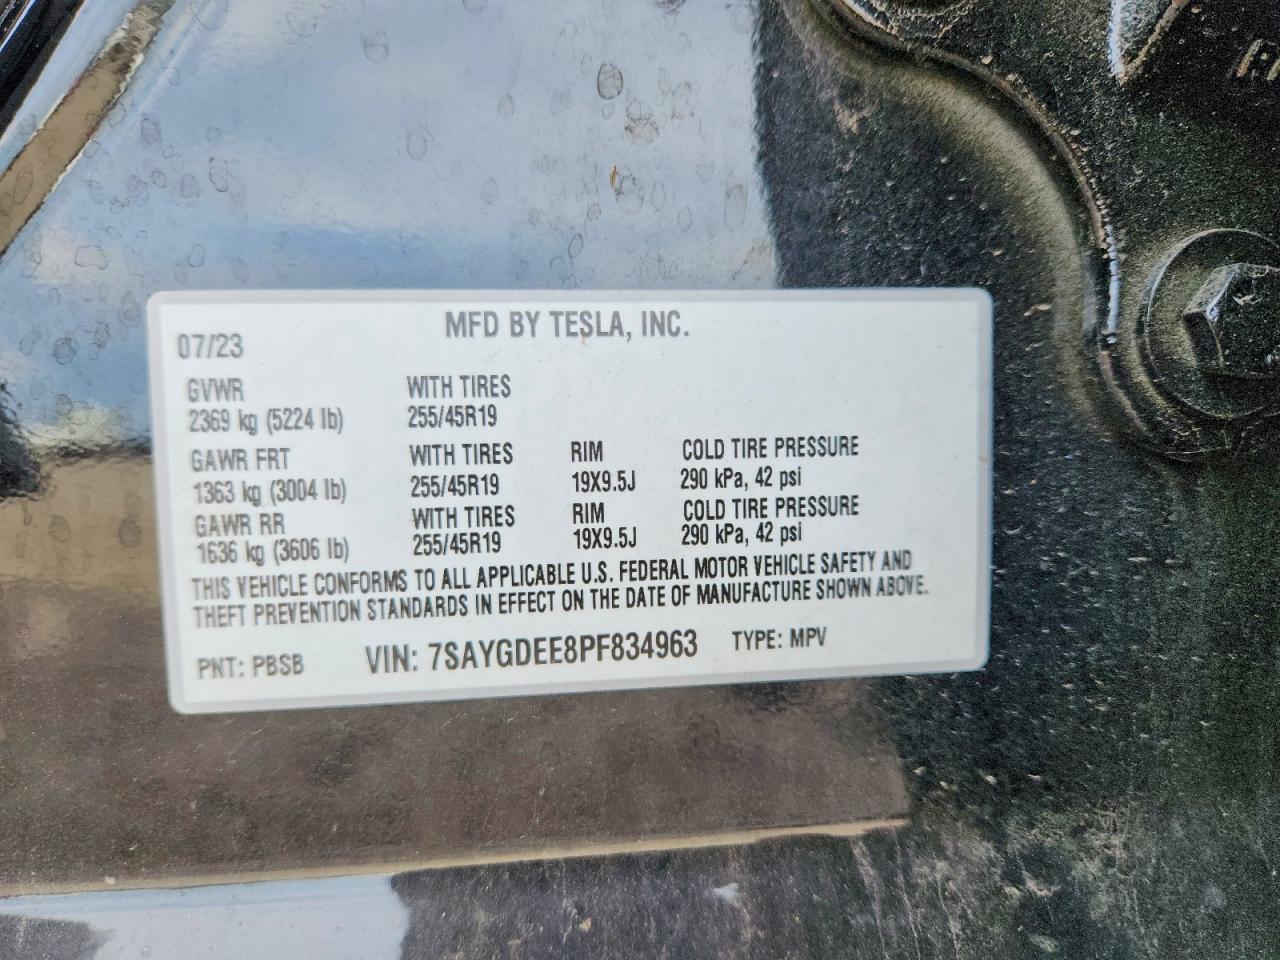 MFD BY TESLA, INC.
07/23
GVWR WITH TIRES
2369 kg (5224 lb) 255/45R19
GAWR FRT WITH TIRES RIM COLD TIRE PRESSURE
1363 kg (3004 lb) 255/45R19 19X9.5J 290 kPa, 42 psi
GAWR RR WITH TIRES RIM COLD TIRE PRESSURE
1636 kg (3606 lb) 255/45R19 19X9.5J 290 kPa, 42 psi
THIS VEHICLE CONFORMS TO ALL APPLICABLE U.S. FEDERAL MOTOR VEHICLE SAFETY AND
THEFT PREVENTION STANDARDS IN EFFECT ON THE DATE OF MANUFACTURE SHOWN ABOVE.
PNT: PBSB VIN: 7SAYGDEE8PF834963 TYPE: MPV